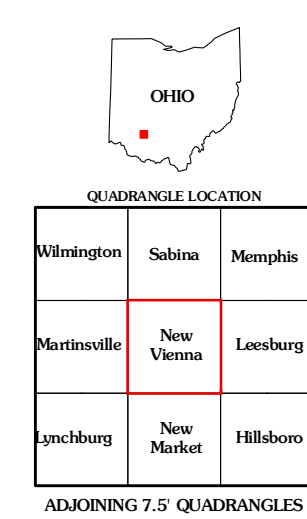 OHIO
QUADRANGLE LOCATION
Wilmington Sabina Memphis
Martinsville New Vienna Leesburg
Lynchburg New Market Hillsboro
ADJOINING 7.5' QUADRANGLES